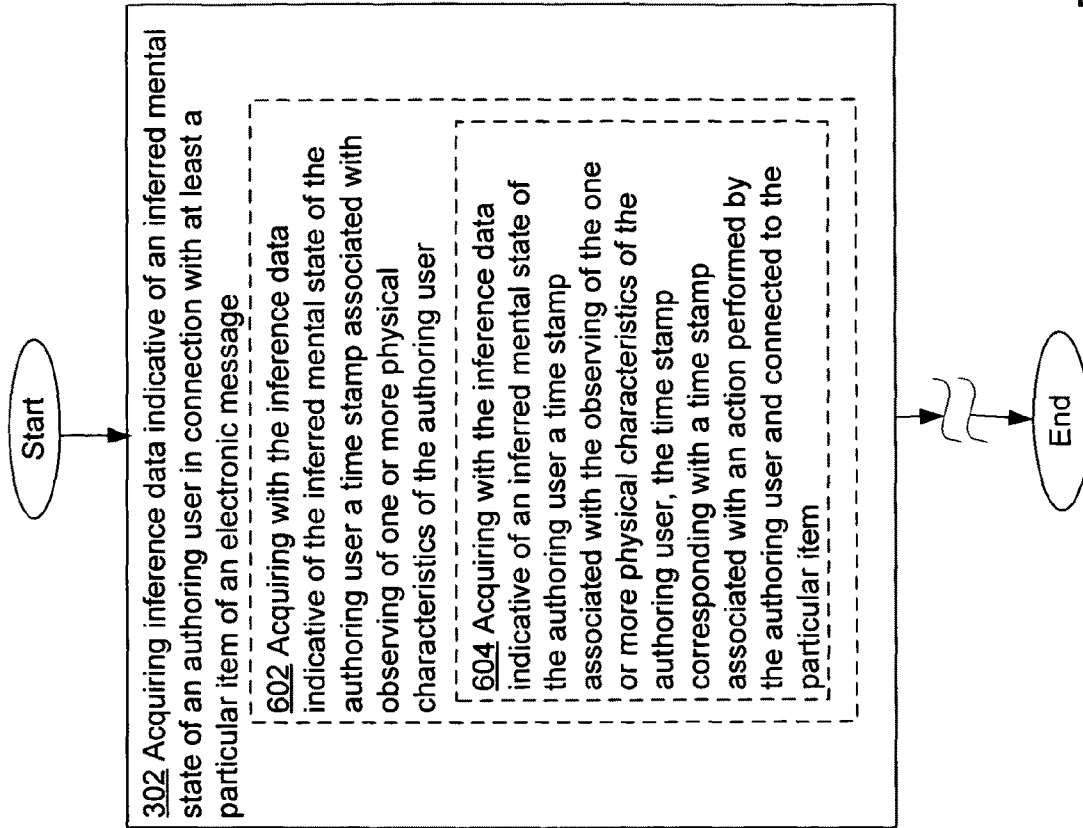 Start
302 Acquiring inference data indicative of an inferred mental
state of an authoring user in connection with at least a
particular item of an electronic message
602 Acquiring with the inference data
indicative of the inferred mental state of the
authoring user a time stamp associated with
observing of one or more physical
characteristics of the authoring user
604 Acquiring with the inference data
indicative of an inferred mental state of
the authoring user a time stamp
associated with the observing of the one
or more physical characteristics of the
authoring user, the time stamp
corresponding with a time stamp
associated with an action performed by
the authoring user and connected to the
particular item
End